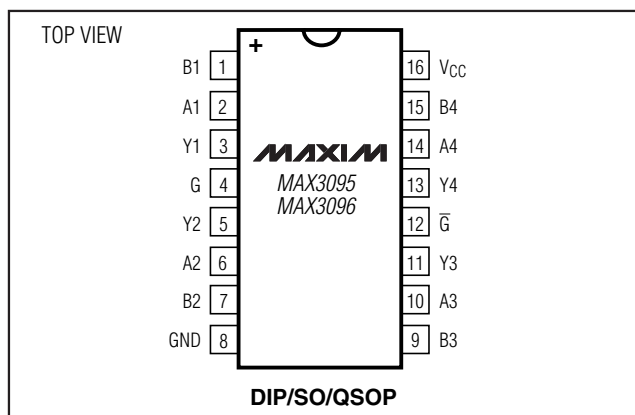 TOP VIEW
+
B1 1 16 VCC
A1 2 15 B4
Y1 3 14 A4
MAXIM
G 4 13 Y4
MAX3095
MAX3096
Y2 5 12 G̅
A2 6 11 Y3
B2 7 10 A3
GND 8 9 B3
DIP/SO/QSOP